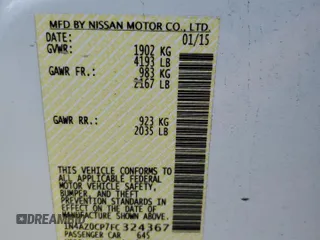 MFD BY NISSAN MOTOR CO., LTD.
DATE: 01/15
GVWR: 1902 KG
4193 LB
GAWR FR.: 983 KG
2167 LB
GAWR RR.: 923 KG
2035 LB
THIS VEHICLE CONFORMS TO
ALL APPLICABLE FEDERAL
MOTOR VEHICLE SAFETY,
BUMPER, AND THEFT
PREVENTION STANDARDS
IN EFFECT ON THE DATE OF
MANUFACTURE SHOWN ABOVE.
1N4AZ0CP7FC324367
PASSENGER CAR 645
DREAMBID